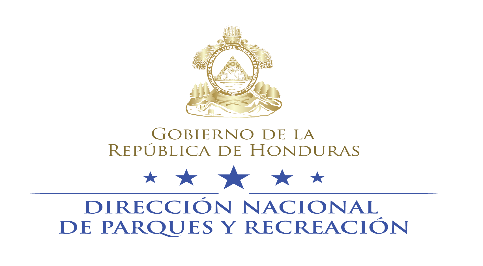 GOBIERNO DE LA
REPÚBLICA DE HONDURAS
DIRECCIÓN NACIONAL
DE PARQUES Y RECREACIÓN